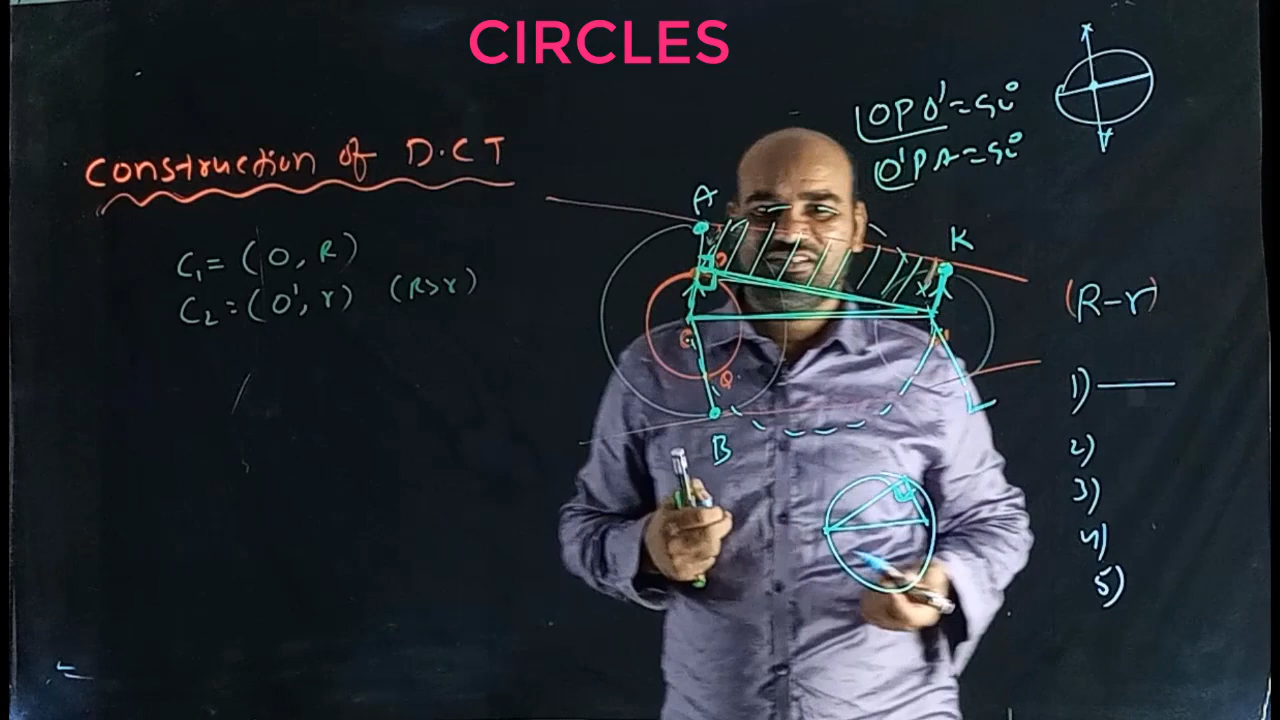 CIRCLES
Construction of D.C T
C₁ = ( O, R )
C₂ = ( O', r ) (R>r)
OPO' = 90°
O'PA = 90°
A
K
Q
B
(R-r)
1)
2)
3)
4)
5)